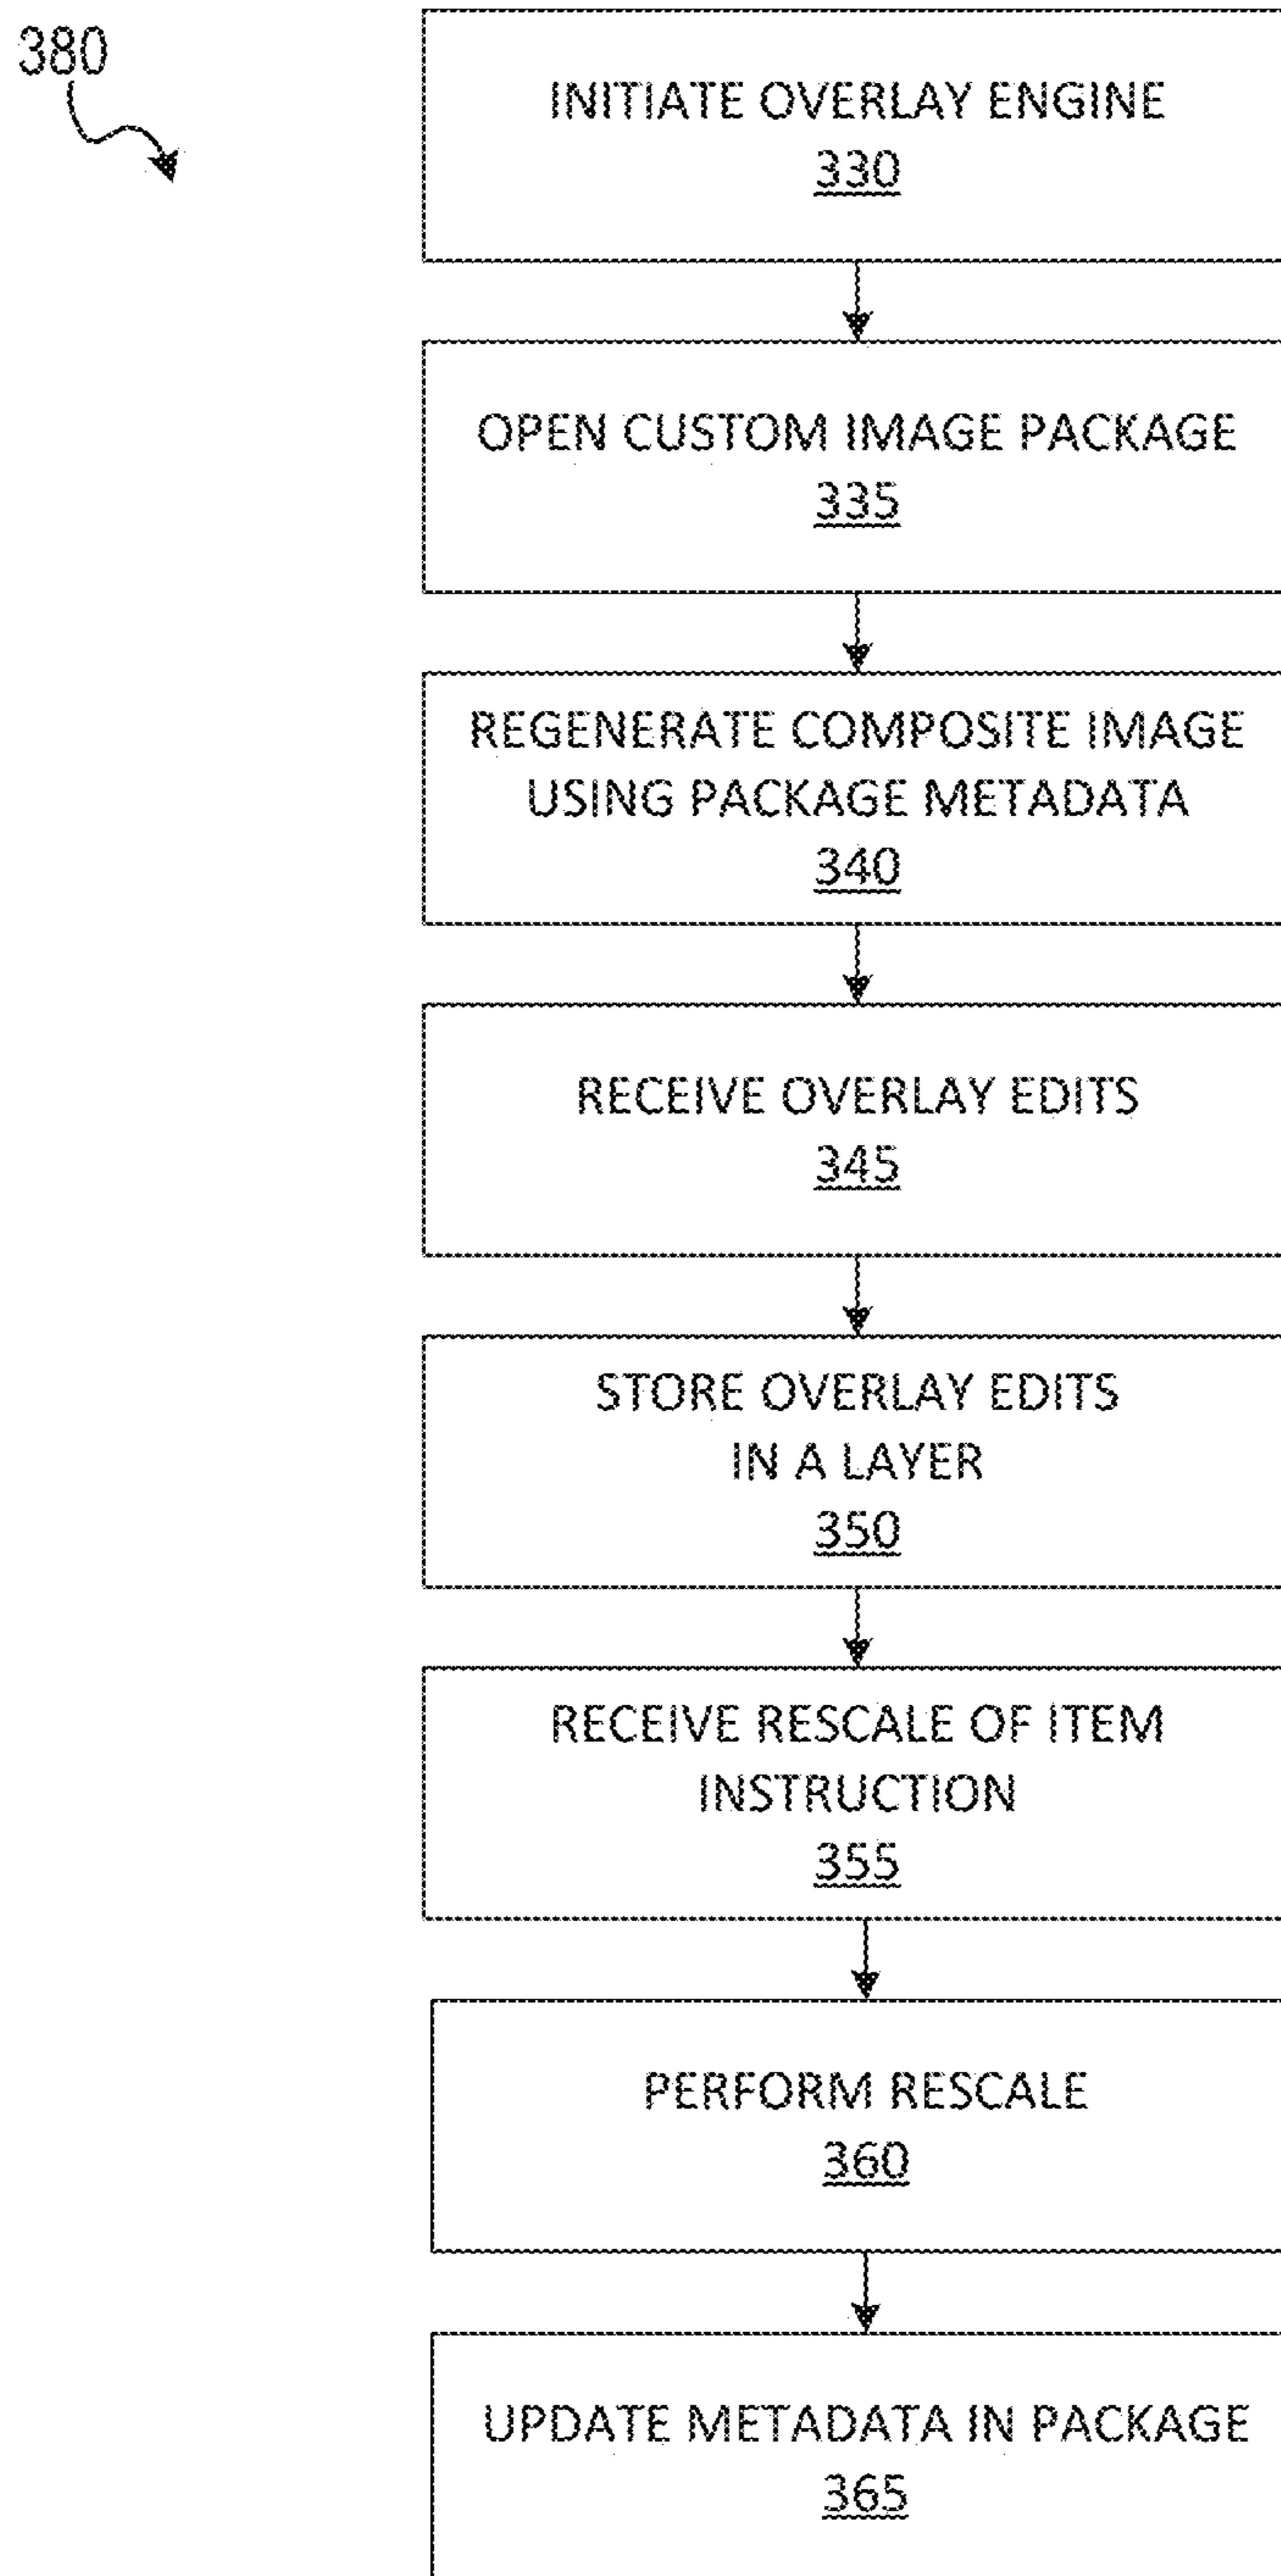 380
INITIATE OVERLAY ENGINE
330
OPEN CUSTOM IMAGE PACKAGE
335
REGENERATE COMPOSITE IMAGE
USING PACKAGE METADATA
340
RECEIVE OVERLAY EDITS
345
STORE OVERLAY EDITS
IN A LAYER
350
RECEIVE RESCALE OF ITEM
INSTRUCTION
355
PERFORM RESCALE
360
UPDATE METADATA IN PACKAGE
365